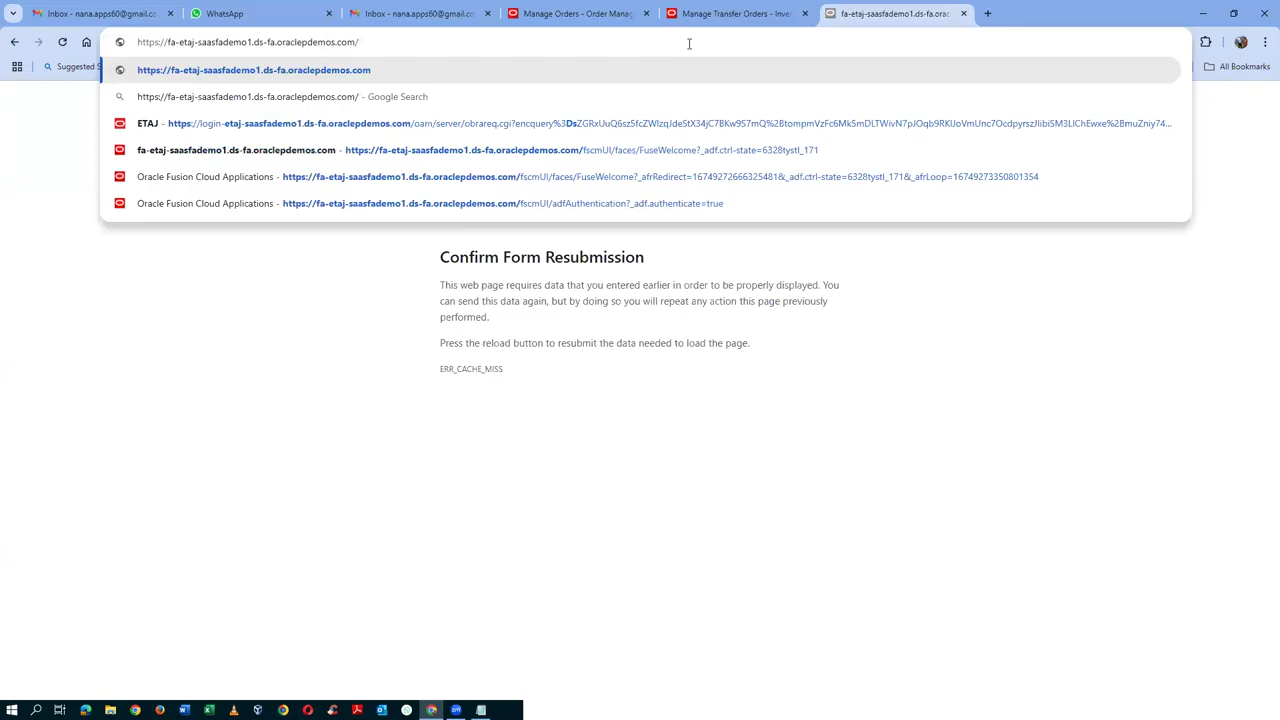 Inbox - nana.apps60@gmail.co
WhatsApp
Inbox - nana.apps60@gmail.co
Manage Orders - Order Manag
Manage Transfer Orders - Inver
fa-etaj-saasfademo1.ds-fa.orac
https://fa-etaj-saasfademo1.ds-fa.oraclepdemos.com/
Suggested S
https://fa-etaj-saasfademo1.ds-fa.oraclepdemos.com
All Bookmarks
https://fa-etaj-saasfademo1.ds-fa.oraclepdemos.com/ - Google Search
ETAJ - https://login-etaj-saasfademo1.ds-fa.oraclepdemos.com/oam/server/obrareq.cgi?encquery%3Ds
fa-etaj-saasfademo1.ds-fa.oraclepdemos.com - https://fa-etaj-saasfademo1.ds-fa.oraclepdemos.com/fscmUI/faces/FuseWelcome?_adf.ctrl-state=6328tystl_171
Oracle Fusion Cloud Applications - https://fa-etaj-saasfademo1.ds-fa.oraclepdemos.com/fscmUI/faces/FuseWelcome?_afrRedirect=16749272666325481&_adf.ctrl-state=6328tystl_171&_afrLoop=16749273350801354
Oracle Fusion Cloud Applications - https://fa-etaj-saasfademo1.ds-fa.oraclepdemos.com/fscmUI/adfAuthentication?_adf.authenticate=true
Confirm Form Resubmission
This web page requires data that you entered earlier in order to be properly displayed. You
can send this data again, but by doing so you will repeat any action this page previously
performed.
Press the reload button to resubmit the data needed to load the page.
ERR_CACHE_MISS